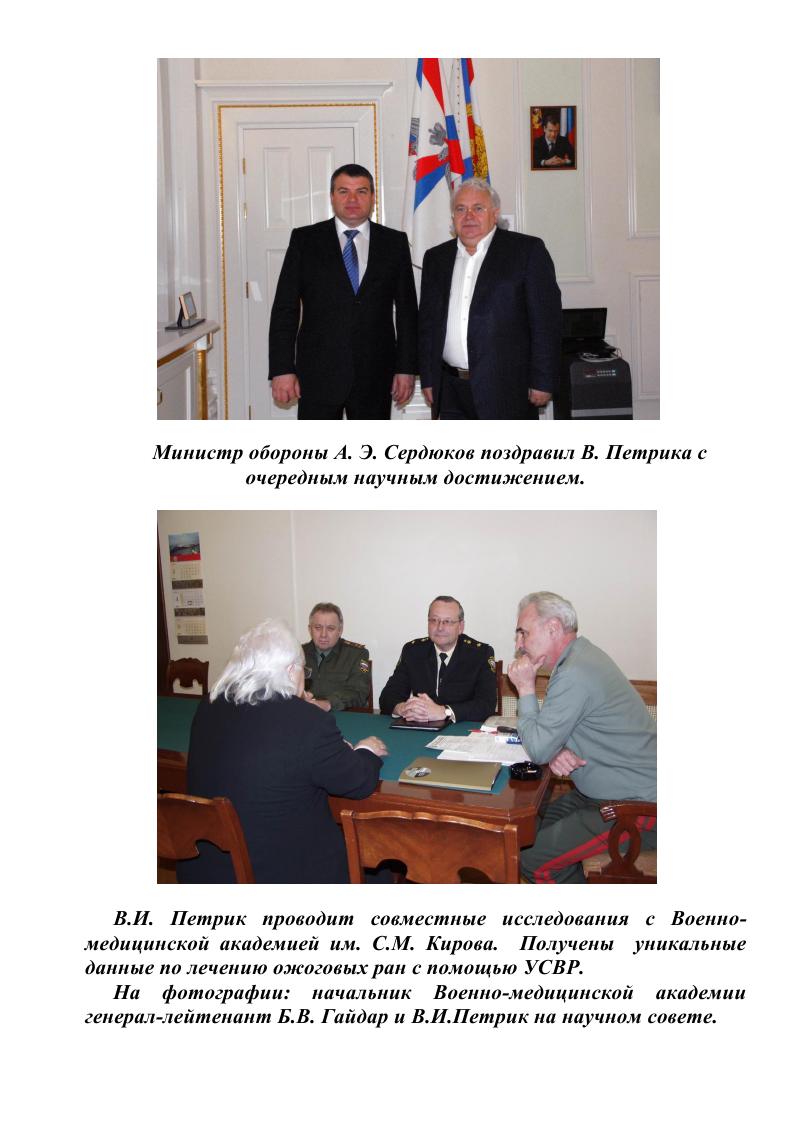 Министр обороны А. Э. Сердюков поздравил В. Петрика с
очередным научным достижением.
В.И. Петрик проводит совместные исследования с Военно-
медицинской академией им. С.М. Кирова. Получены уникальные
данные по лечению ожоговых ран с помощью УСВР.
На фотографии: начальник Военно-медицинской академии
генерал-лейтенант Б.В. Гайдар и В.И.Петрик на научном совете.